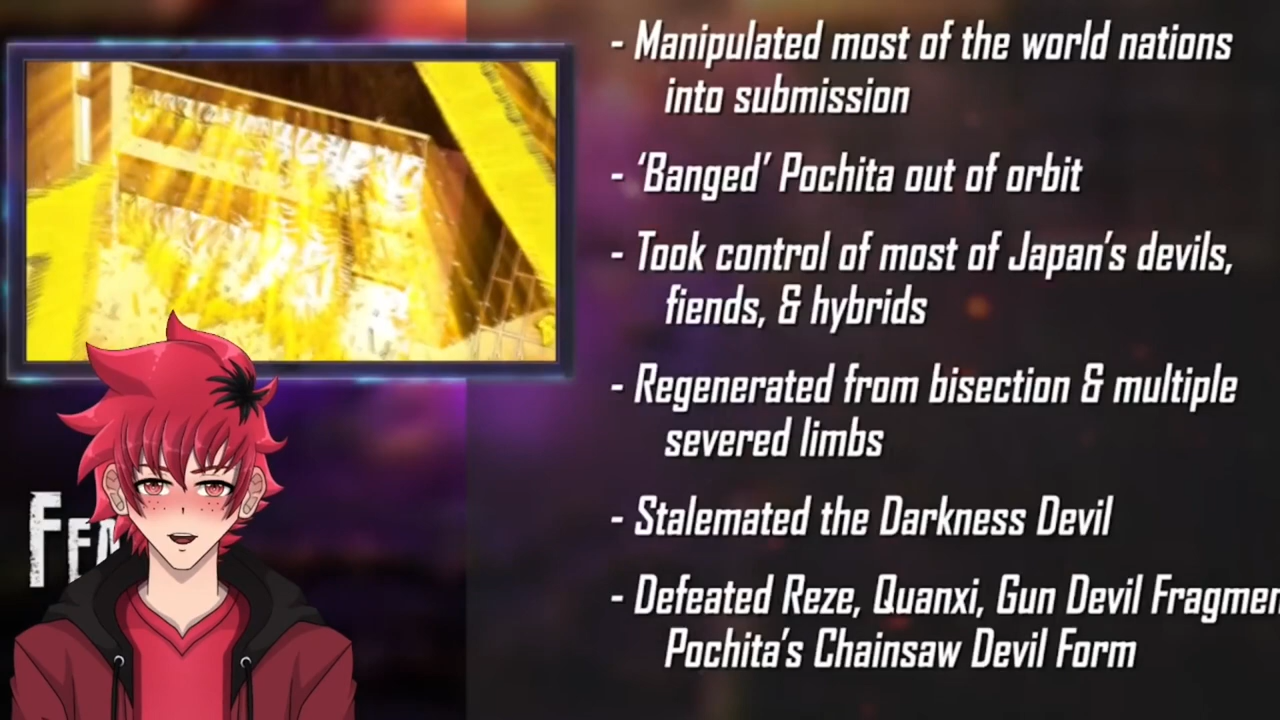 - Manipulated most of the world nations
into submission
- ‘Banged’ Pochita out of orbit
- Took control of most of Japan’s devils,
fiends, & hybrids
- Regenerated from bisection & multiple
severed limbs
- Stalemated the Darkness Devil
- Defeated Reze, Quanxi, Gun Devil
Pochita’s Chainsaw Devil Form